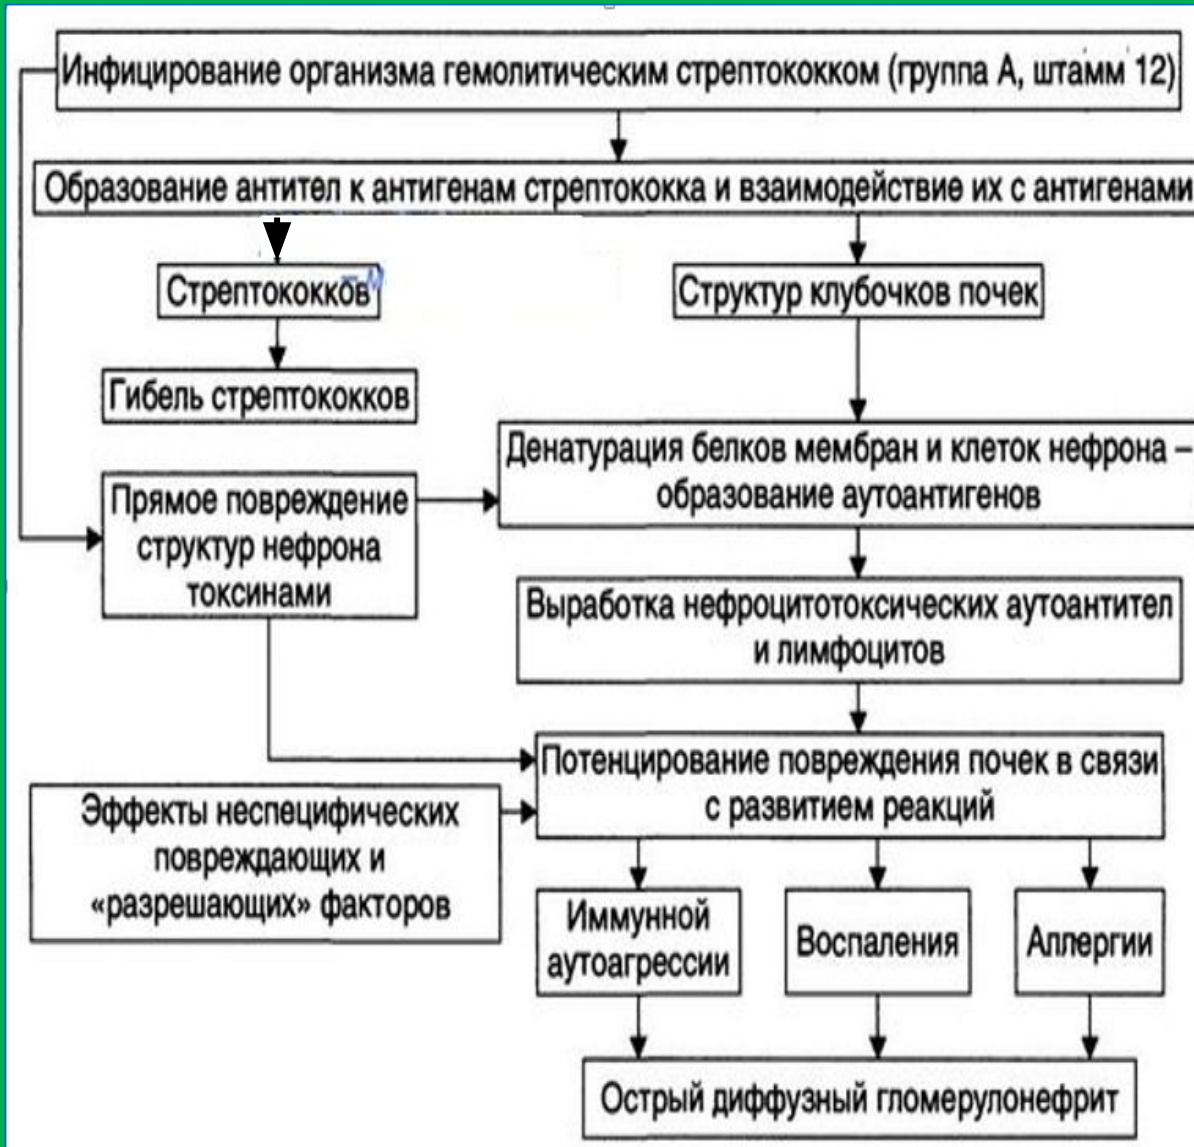 Инфицирование организма гемолитическим стрептококком (группа А, штамм 12)
Образование антител к антигенам стрептококка и взаимодействие их с антигенами
Стрептококков
Структур клубочков почек
Гибель стрептококков
Денатурация белков мембран и клеток нефрона –
образование аутоантигенов
Прямое повреждение
структур нефрона
токсинами
Выработка нефроцитотоксических аутоантител
и лимфоцитов
Потенцирование повреждения почек в связи
с развитием реакций
Эффекты неспецифических
повреждающих и
«разрешающих» факторов
Иммунной
аутоагрессии
Воспаления
Аллергии
Острый диффузный гломерулонефрит